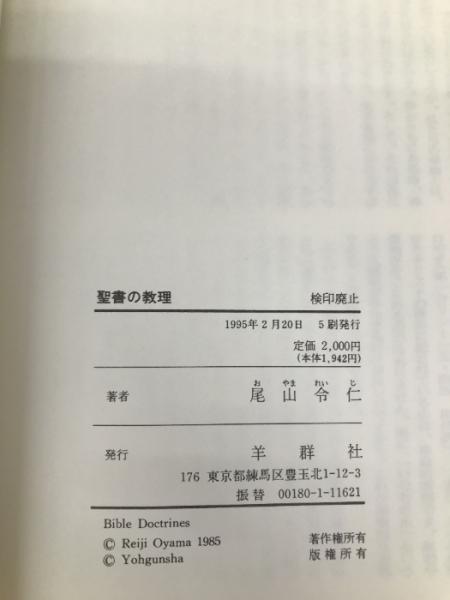 聖書の教理 検印廃止
1995年2月20日 5刷発行
定価 2,000円
(本体1,942円)
お やま れい じ
著者 尾山令仁
発行 羊群社
176 東京都練馬区豊玉北1-12-3
振替 00180-1-11621
Bible Doctrines
© Reiji Oyama 1985 著作権所有
© Yohgunsha 版権所有